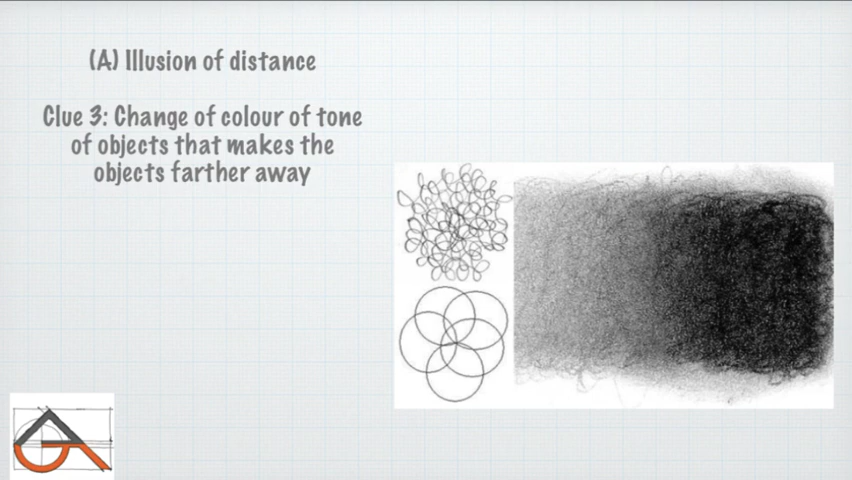 (A) Illusion of distance
Clue 3: Change of colour of tone
of objects that makes the
objects farther away